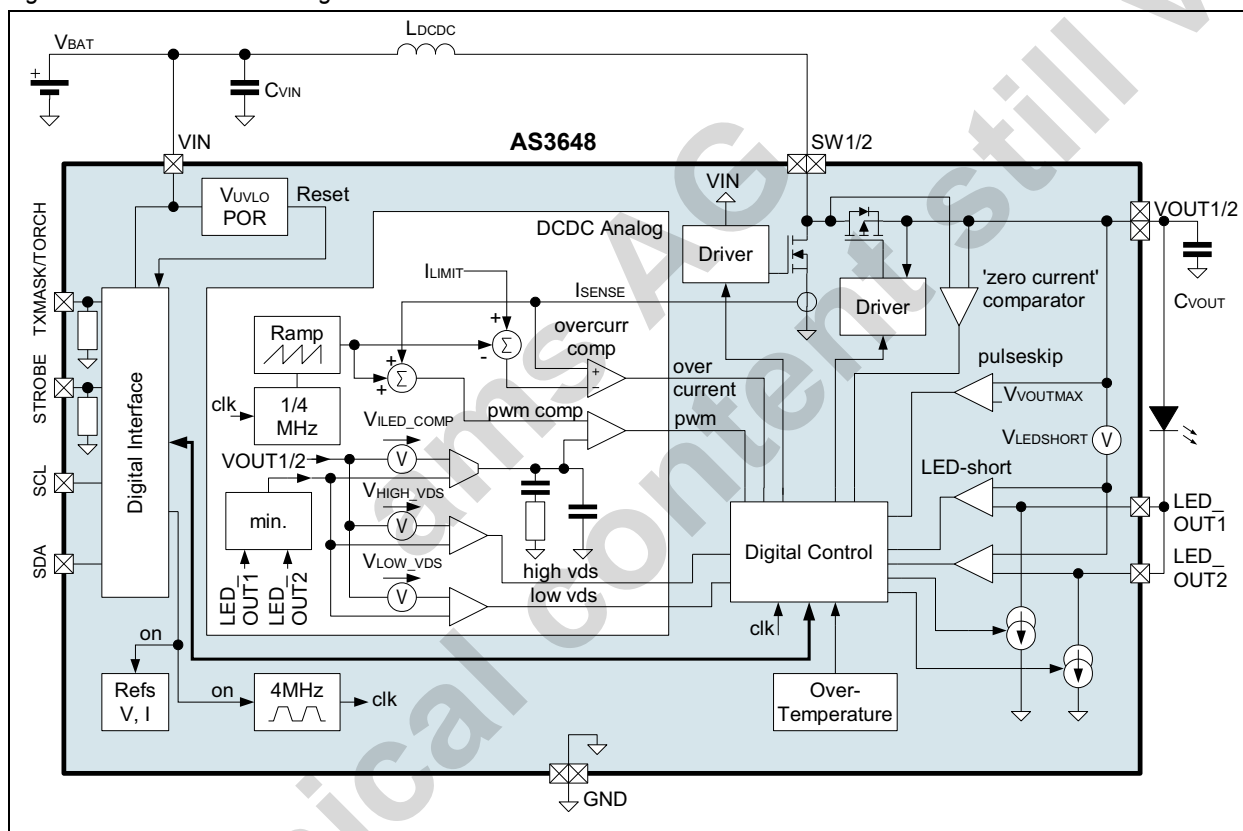 VBAT
LDCDC
+
CVIN
VIN
AS3648
SW1/2
VUVLO
POR
Reset
VIN
VOUT1/2
DCDC Analog
Driver
ILIMIT
ISENSE
Driver
'zero current'
comparator
CVOUT
TXMASK/TORCH
Ramp
+
-
Σ
+
+
Σ
overcurr
comp
+
-
over
current
pulseskip
VVOUTMAX
STROBE
clk
1/4
MHz
pwm comp
pwm
VILED_COMP
VOUT1/2
V
VLEDSHORT
V
Digital Interface
SCL
VHIGH_VDS
V
LED-short
LED_
OUT1
min.
Digital Control
LED_
OUT2
SDA
VLOW_VDS
V
high vds
low vds
LED_
OUT1
LED_
OUT2
clk
on
Refs
V, I
on
4MHz
clk
Over-
Temperature
GND
ams AG
nical content still v